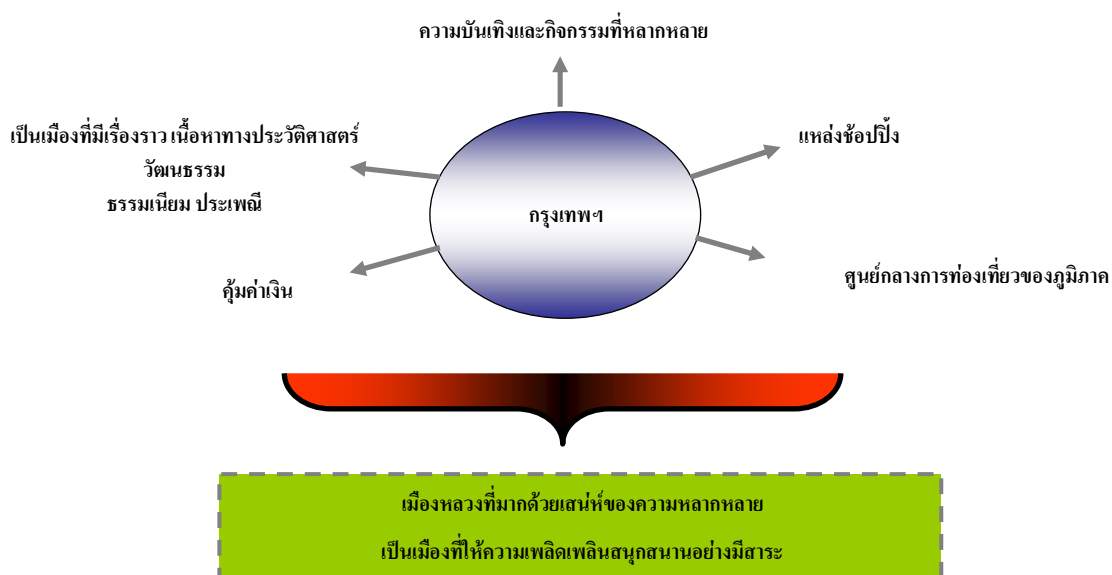 ความบันเทิงและกิจกรรมที่หลากหลาย
เป็นเมืองที่มีเรื่องราว เนื้อหาทางประวัติศาสตร์
วัฒนธรรม
ธรรมเนียม ประเพณี
แหล่งช้อปปิ้ง
กรุงเทพฯ
คุ้มค่าเงิน
ศูนย์กลางการท่องเที่ยวของภูมิภาค
เมืองหลวงที่มากด้วยเสน่ห์ของความหลากหลาย
เป็นเมืองที่ให้ความเพลิดเพลินสนุกสนานอย่างมีสาระ